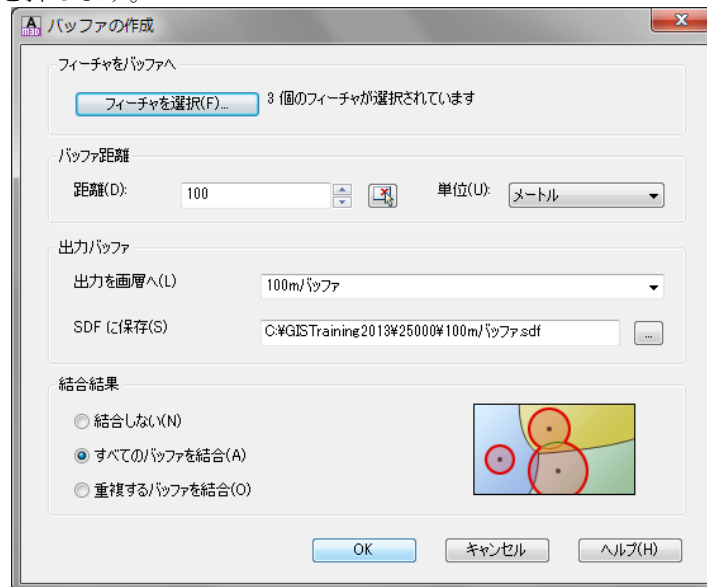 バッファの作成
フィーチャをバッファへ
フィーチャを選択(F)... 3 個のフィーチャが選択されています
バッファ距離
距離(D): 100 単位(U): メートル
出力バッファ
出力を画層へ(L) 100mバッファ
SDF に保存(S) C:¥GISTraining2013¥25000¥100mバッファ.sdf ...
結合結果
結合しない(N)
すべてのバッファを結合(A)
重複するバッファを結合(O)
OK キャンセル ヘルプ(H)